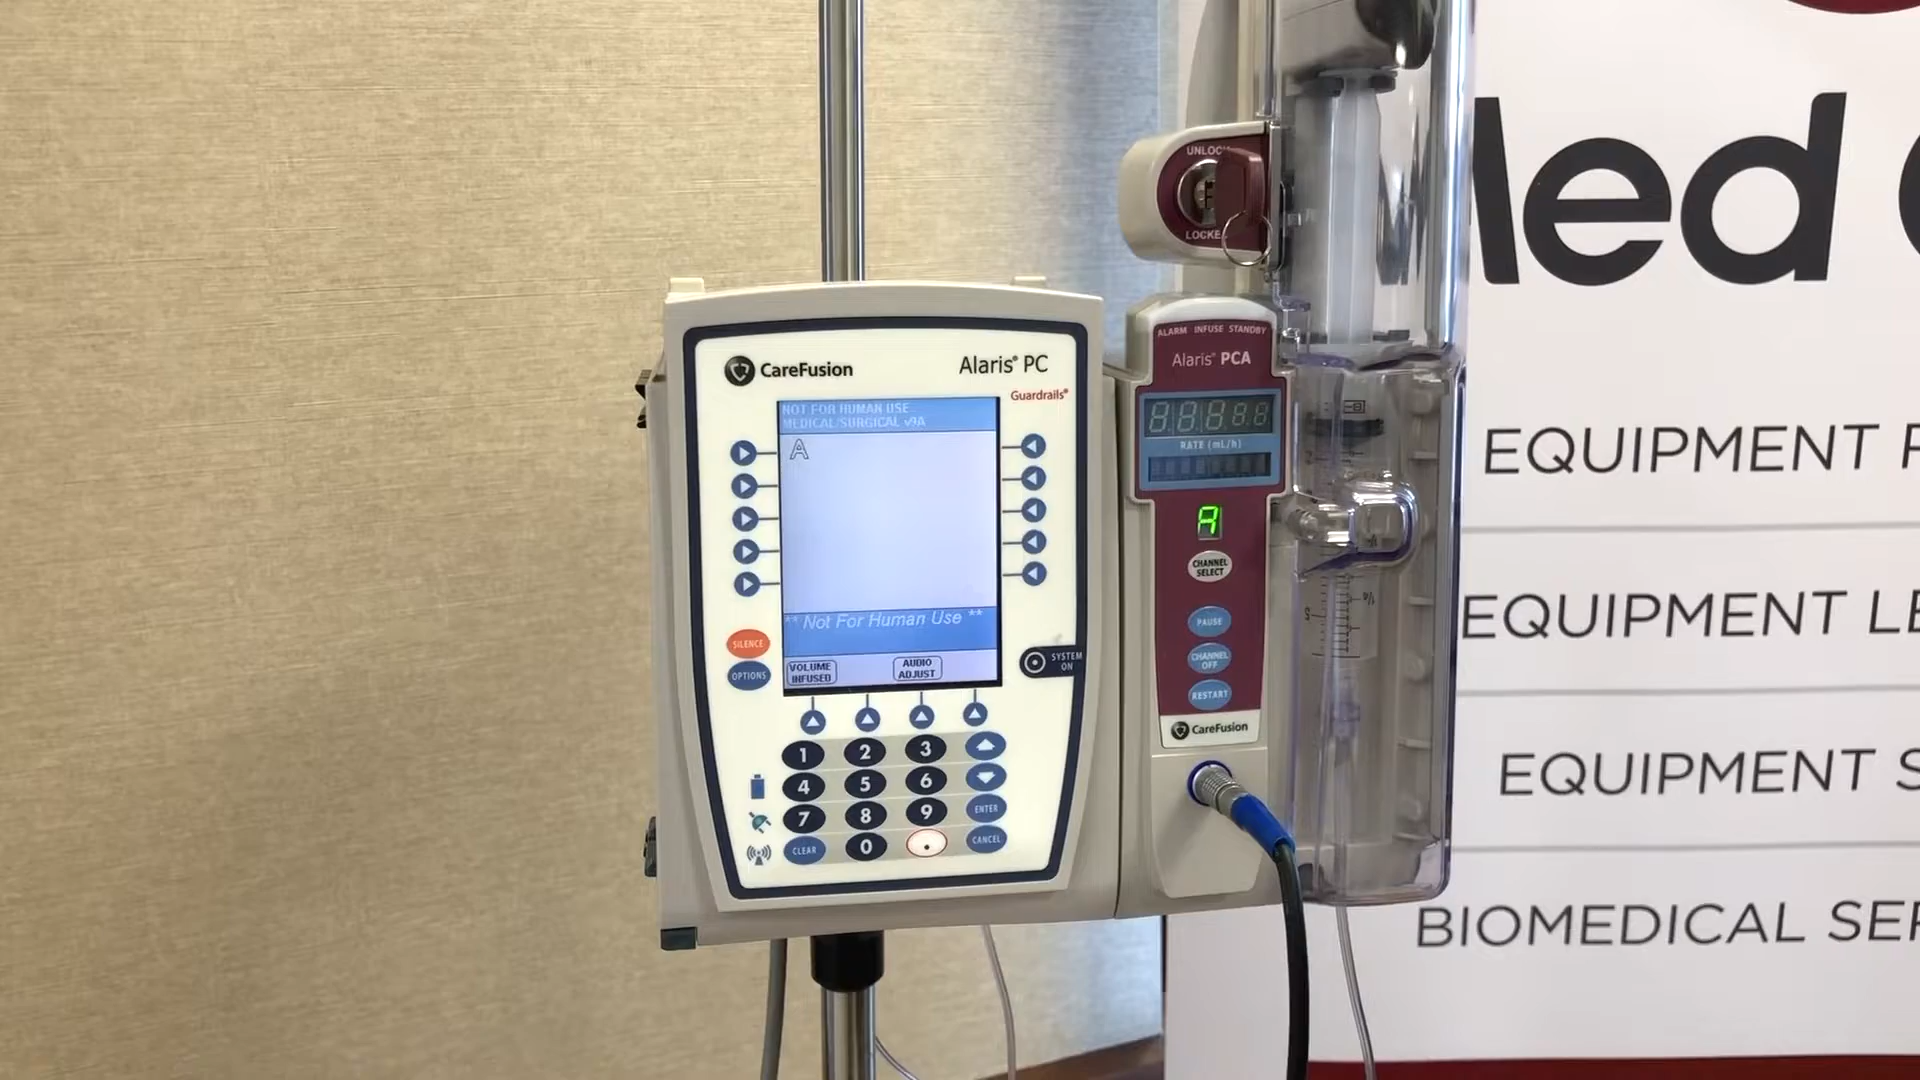 Med
EQUIPMENT
EQUIPMENT
EQUIPMENT
BIOMEDICAL
UNLOCK
LOCKE
CareFusion
Alaris® PC
Guardrails®
NOT FOR HUMAN USE
MEDICAL/SURGICAL v9A
A
** Not For Human Use **
VOLUME
INFUSED
AUDIO
ADJUST
SILENCE
OPTIONS
SYSTEM
ON
1 2 3
4 5 6
7 8 9
CLEAR 0 .
ENTER
CANCEL
ALARM INFUSE STANDBY
Alaris® PCA
RATE (mL/h)
A
CHANNEL
SELECT
PAUSE
CHANNEL
OFF
RESTART
CareFusion